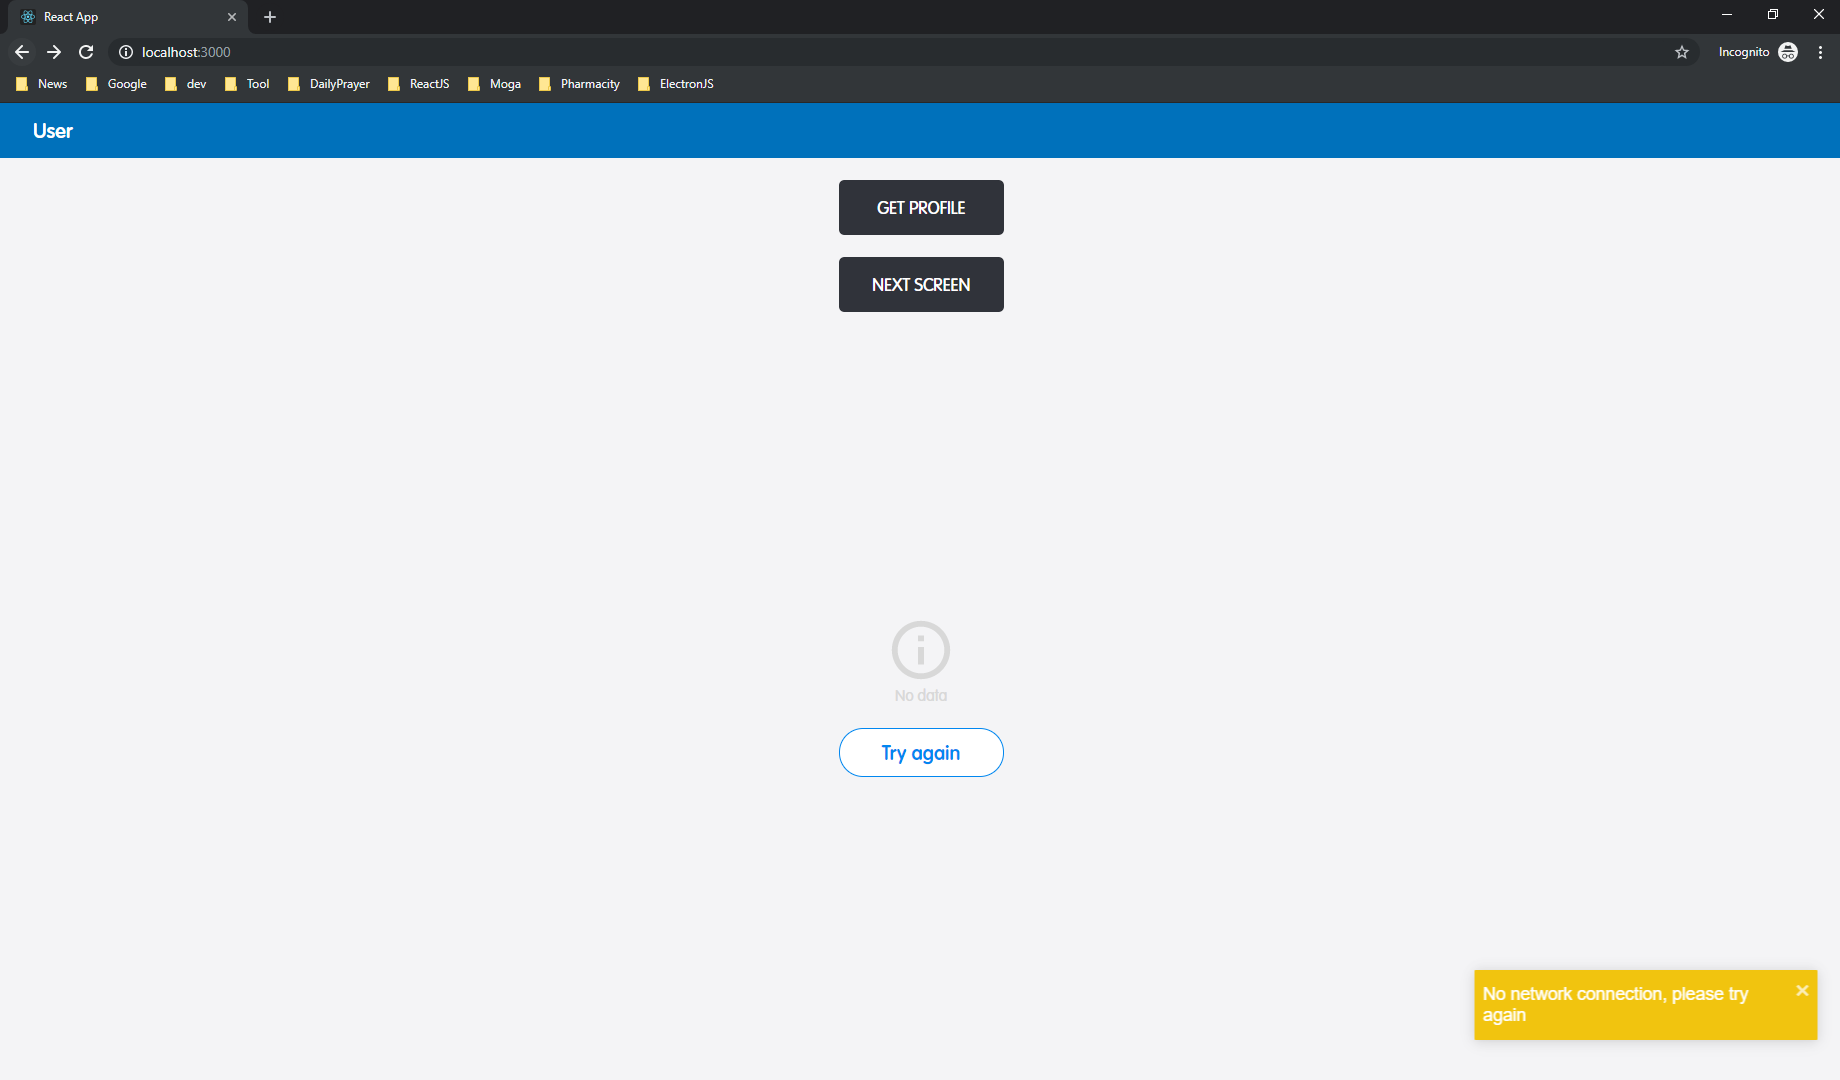 React App
localhost:3000
Incognito
News Google dev Tool DailyPrayer ReactJS Moga Pharmacity ElectronJS
User
GET PROFILE
NEXT SCREEN
No data
Try again
No network connection, please try
again